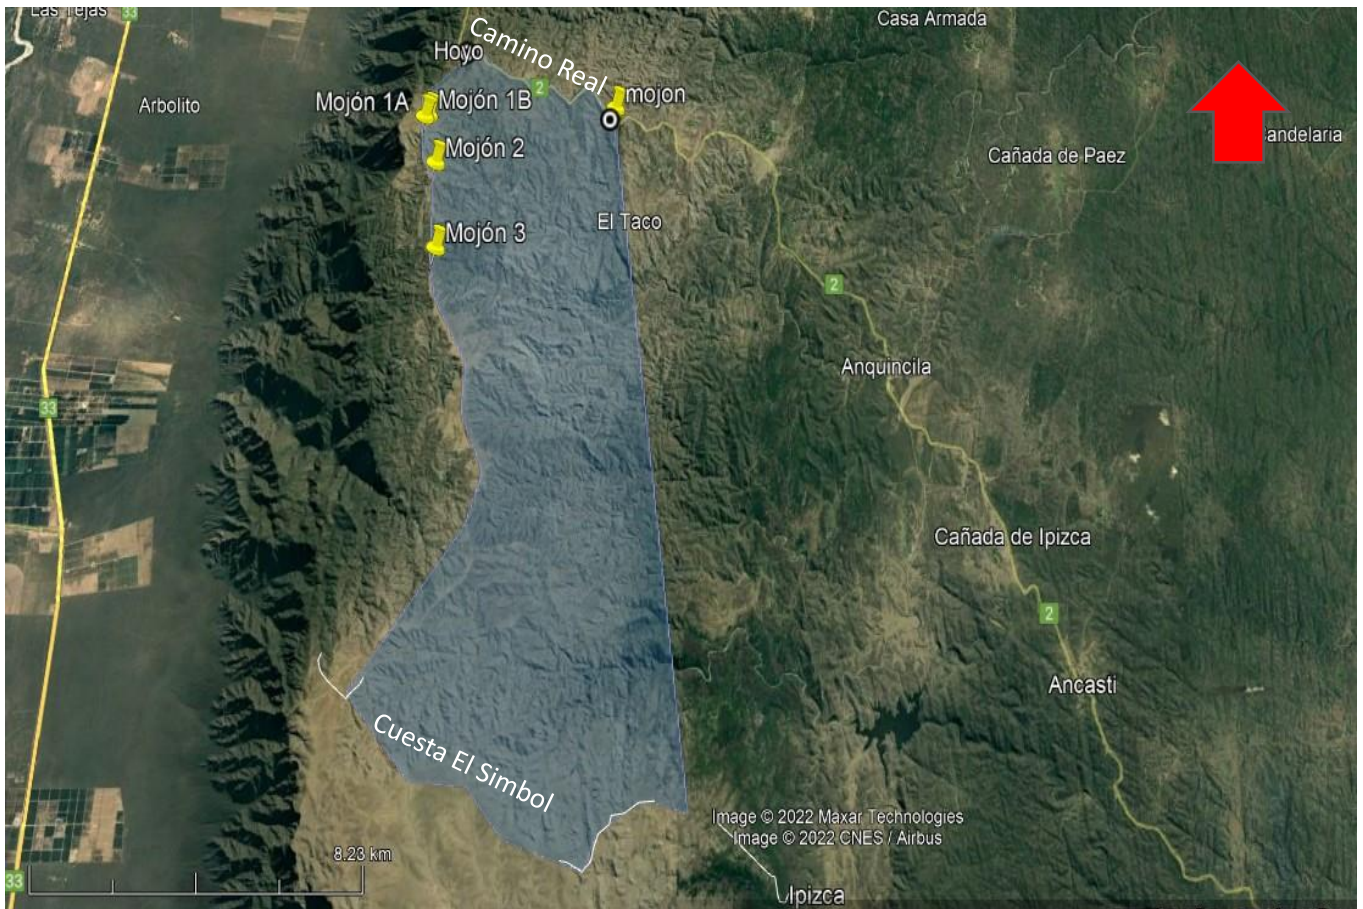 Las Tejas
33
Casa Armada
Camino Real
Hoyo
2
mojon
Mojón 1A
Mojón 1B
Arbolito
andelaria
Mojón 2
Cañada de Paez
El Taco
Mojón 3
2
Anquincila
33
Cañada de Ipizca
2
Ancasti
Cuesta El Simbol
Image © 2022 Maxar Technologies
Image © 2022 CNES / Airbus
8.23 km
33
Ipizca